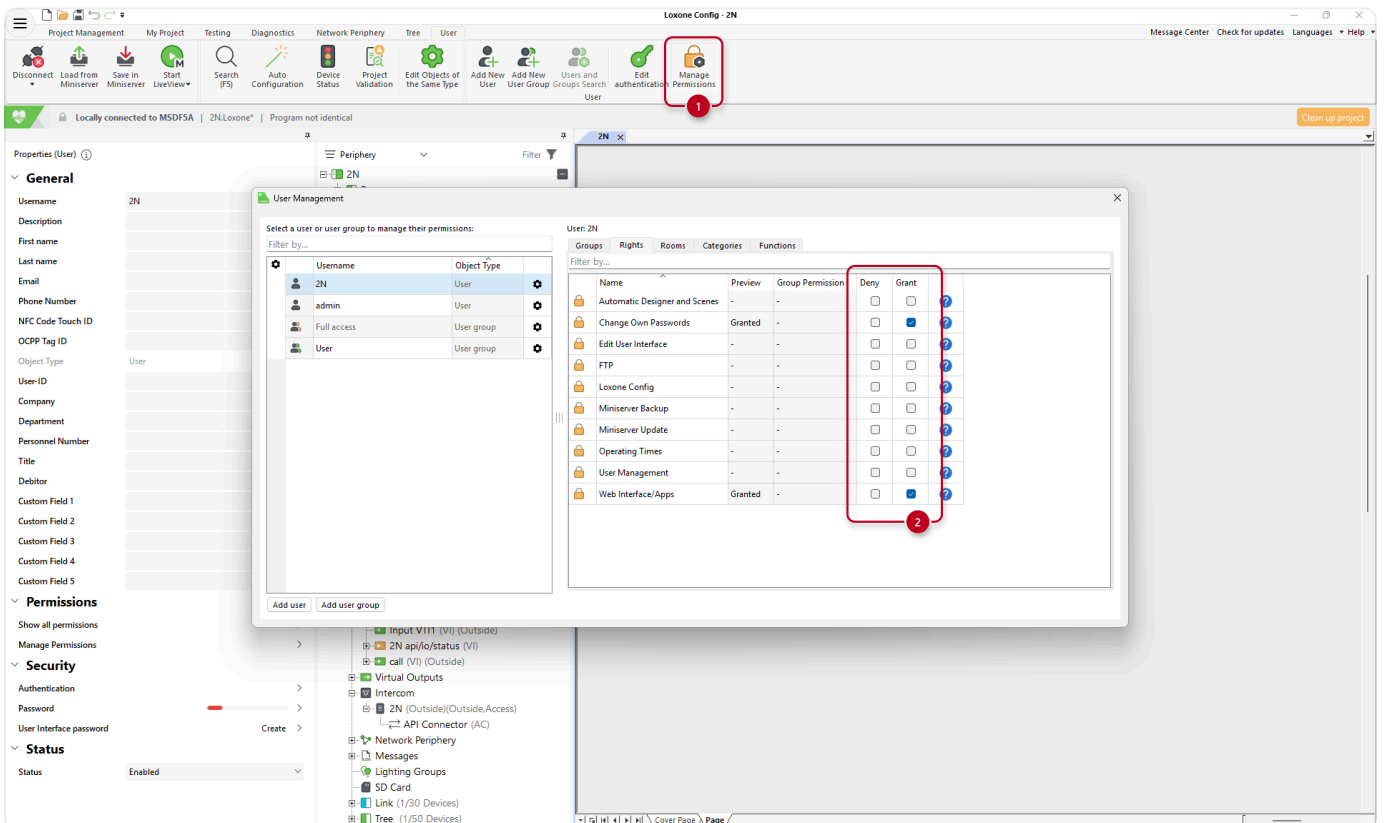 Loxone Config - 2N
Project Management My Project Testing Diagnostics Network Periphery Tree User
Message Center Check for updates Languages Help
Disconnect Load from Miniserver Save in Miniserver Start LiveView Search (F5) Auto Configuration Device Status Project Validation Edit Objects of the Same Type Add New User Add New User Group Users and Groups Search Edit authentication Manage Permissions
User
1
Locally connected to MSDF5A | 2N.Loxone* | Program not identical
Clean up project
2N
Properties (User)
Periphery
Filter
General
2N
Username 2N
Description
First name
Last name
Email
Phone Number
NFC Code Touch ID
OCPP Tag ID
Object Type User
User-ID
Company
Department
Personnel Number
Title
Debitor
Custom Field 1
Custom Field 2
Custom Field 3
Custom Field 4
Custom Field 5
Permissions
Show all permissions
Manage Permissions
Security
Authentication
Password
User Interface password Create
Status
Status Enabled
User Management
Select a user or user group to manage their permissions:
Filter by...
Username Object Type
2N User
admin User
Full access User group
User User group
Add user Add user group
User: 2N
Groups Rights Rooms Categories Functions
Filter by...
Name Preview Group Permission Deny Grant
Automatic Designer and Scenes - -
Change Own Passwords Granted -
Edit User Interface - -
FTP - -
Loxone Config - -
Miniserver Backup - -
Miniserver Update - -
Operating Times - -
User Management - -
Web Interface/Apps Granted -
2
Input VTI1 (VI) (Outside)
2N api/io/status (VI)
call (VI) (Outside)
Virtual Outputs
Intercom
2N (Outside)(Outside,Access)
API Connector (AC)
Network Periphery
Messages
Lighting Groups
SD Card
Link (1/30 Devices)
Tree (1/50 Devices)
Cover Page Page